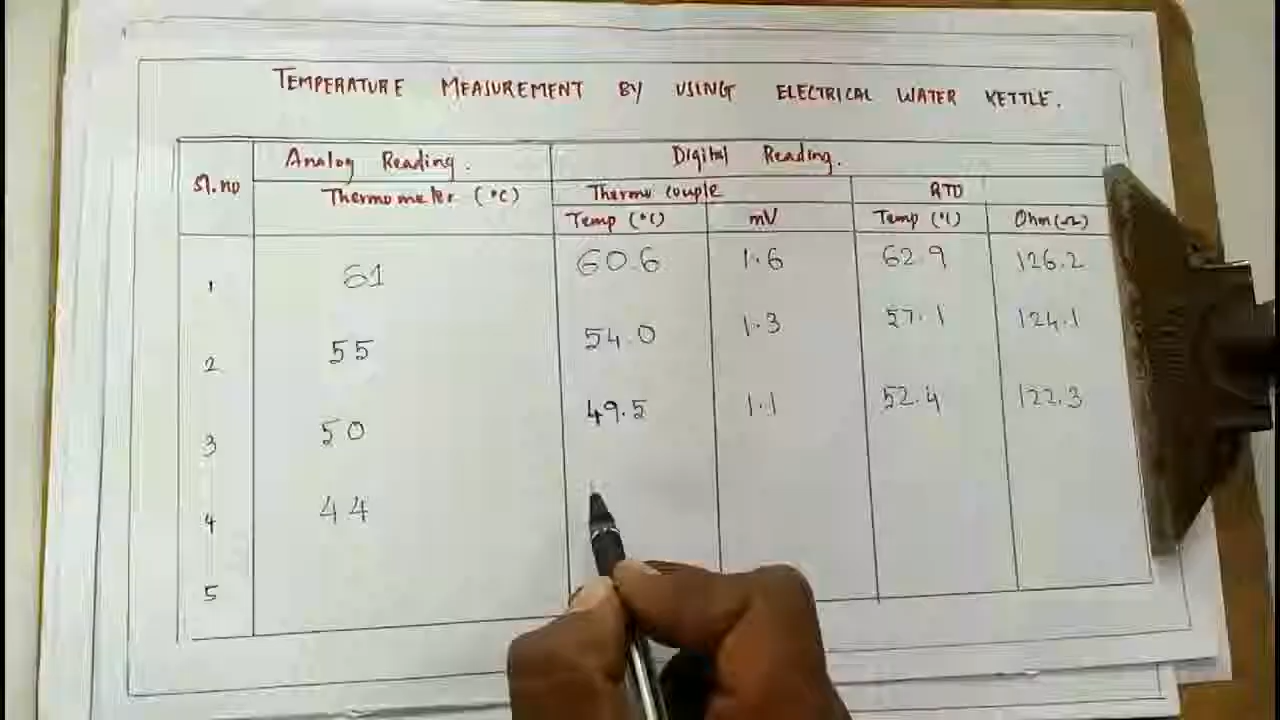 TEMPERATURE MEASUREMENT BY USING ELECTRICAL WATER KETTLE.
Sl.no Analog Reading. Digital Reading.
Thermometer (°C) Thermo couple RTD
Temp (°C) mV Temp (°C) Ohm(Ω)
1 61 60.6 1.6 62.9 126.2
2 55 54.0 1.3 57.1 124.1
3 50 49.5 1.1 52.4 122.3
4 44
5